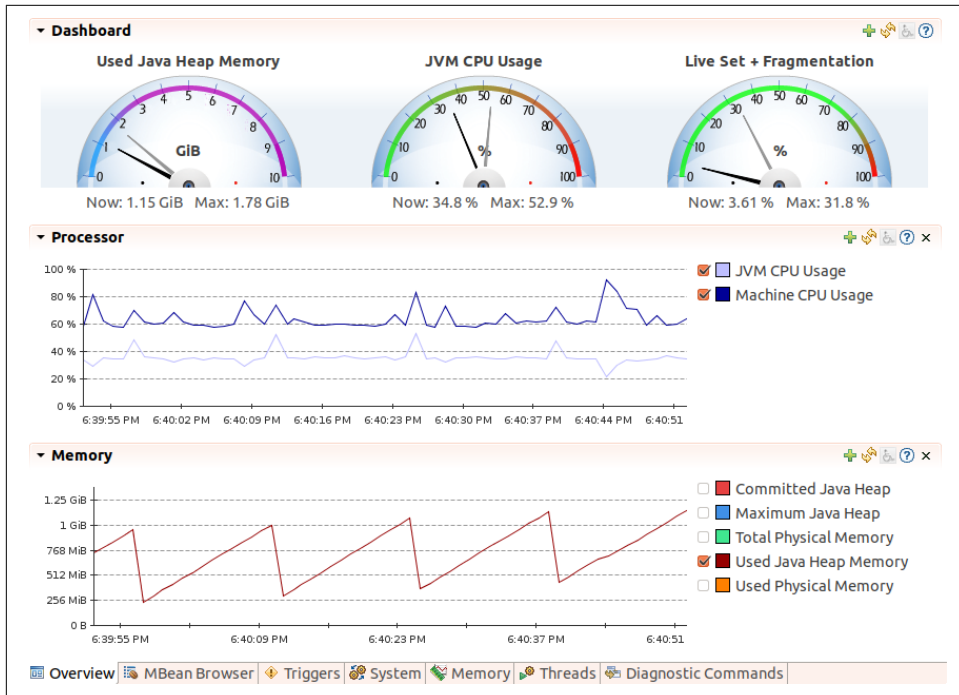 Dashboard
Used Java Heap Memory
JVM CPU Usage
Live Set + Fragmentation
0 1 2 3 4 5 6 7 8 9 10
GiB
0 10 20 30 40 50 60 70 80 90 100
%
0 10 20 30 40 50 60 70 80 90 100
%
Now: 1.15 GiB Max: 1.78 GiB
Now: 34.8 % Max: 52.9 %
Now: 3.61 % Max: 31.8 %
Processor
100 %
80 %
60 %
40 %
20 %
0 %
6:39:55 PM 6:40:02 PM 6:40:09 PM 6:40:16 PM 6:40:23 PM 6:40:30 PM 6:40:37 PM 6:40:44 PM 6:40:51
JVM CPU Usage
Machine CPU Usage
Memory
1.25 GiB
1 GiB
768 MiB
512 MiB
256 MiB
0 B
6:39:55 PM 6:40:09 PM 6:40:23 PM 6:40:37 PM 6:40:51
Committed Java Heap
Maximum Java Heap
Total Physical Memory
Used Java Heap Memory
Used Physical Memory
Overview MBean Browser Triggers System Memory Threads Diagnostic Commands